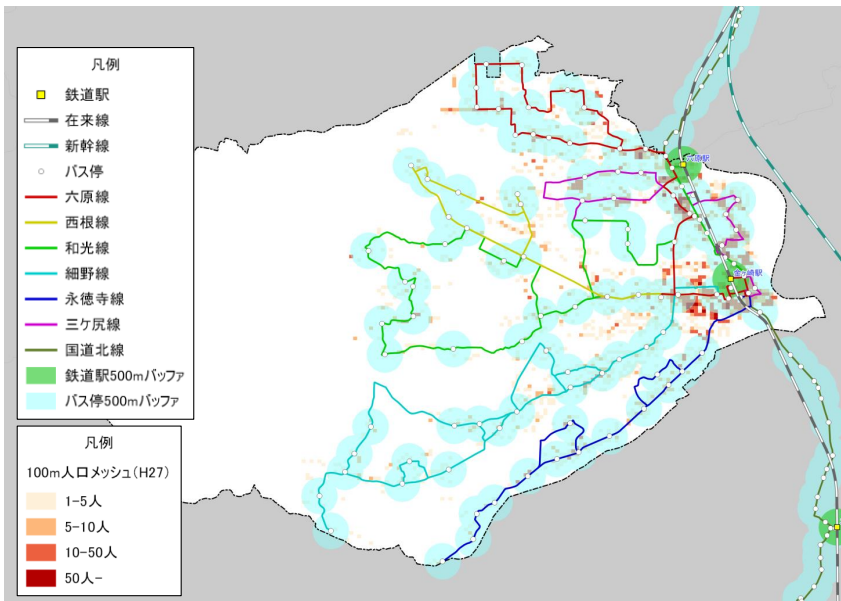 凡例
鉄道駅
在来線
新幹線
バス停
六原線
西根線
和光線
細野線
永徳寺線
三ケ尻線
国道北線
鉄道駅500mバッファ
バス停500mバッファ
凡例
100m人口メッシュ(H27)
1-5人
5-10人
10-50人
50人-
六原駅
金ケ崎駅